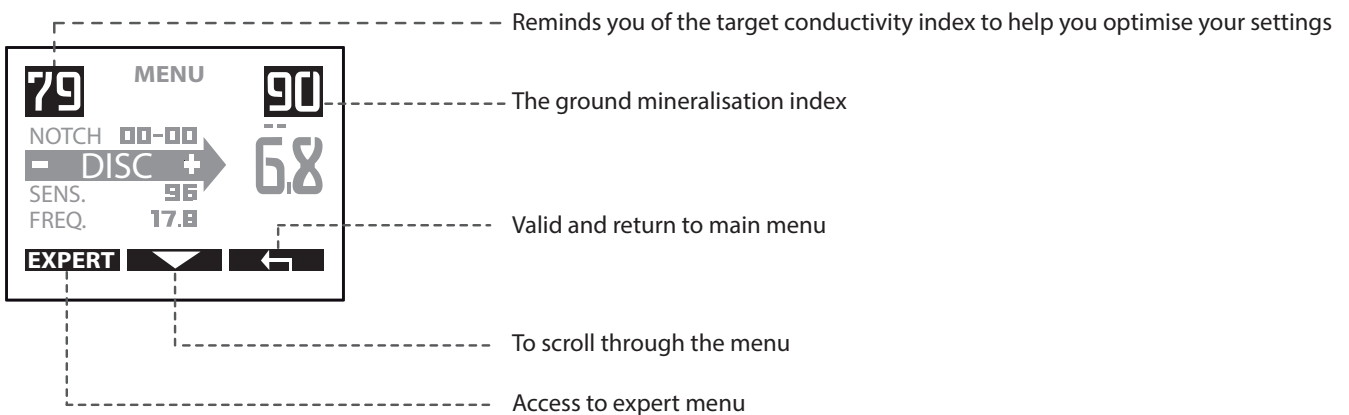 Reminds you of the target conductivity index to help you optimise your settings
79 MENU 90
The ground mineralisation index
NOTCH 00-00
- DISC + 6.8
SENS. 96
FREQ. 17.8
Valid and return to main menu
EXPERT
To scroll through the menu
Access to expert menu